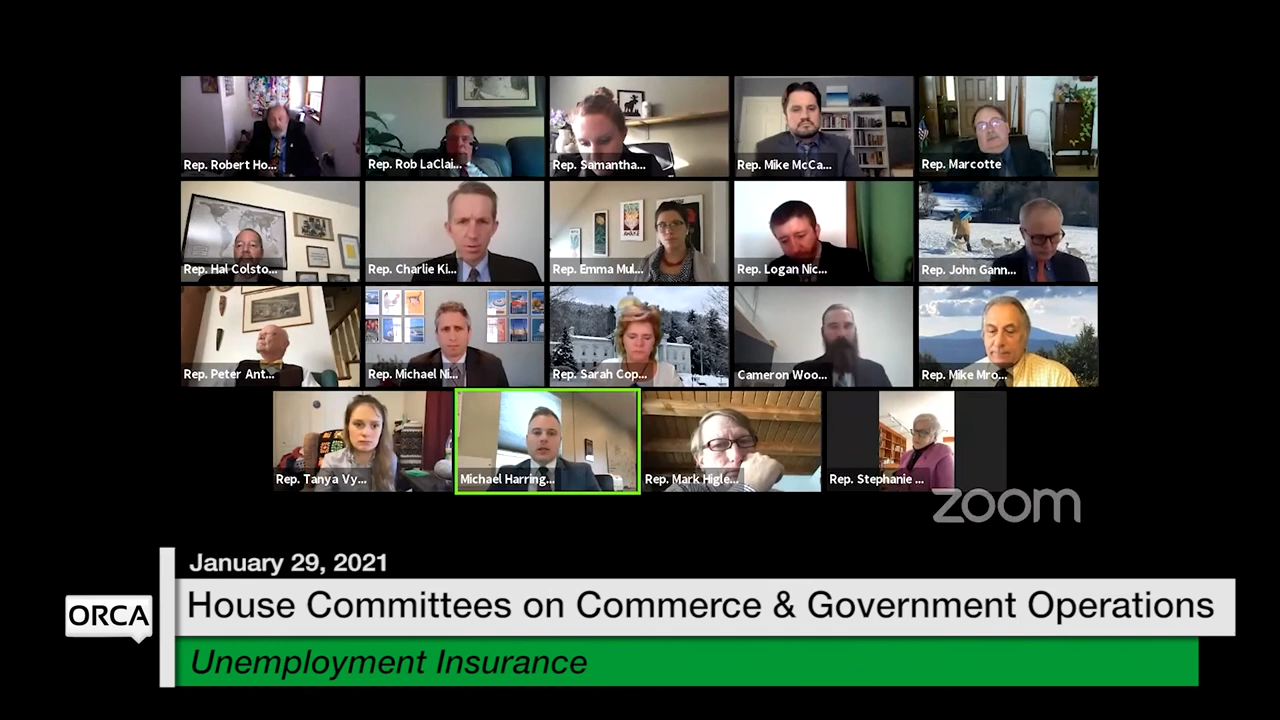 Rep. Robert Ho...
Rep. Rob LaClai...
Rep. Samantha...
Rep. Mike McCa...
Rep. Marcotte
Rep. Hal Colsto...
Rep. Charlie Ki...
Rep. Emma Mul...
Rep. Logan Nic...
Rep. John Gann...
Rep. Peter Ant...
Rep. Michael Ni...
Rep. Sarah Cop...
Cameron Woo...
Rep. Mike Mro...
Rep. Tanya Vy...
Michael Harring...
Rep. Mark Higle...
Rep. Stephanie ...
zoom
January 29, 2021
ORCA
House Committees on Commerce & Government Operations
Unemployment Insurance